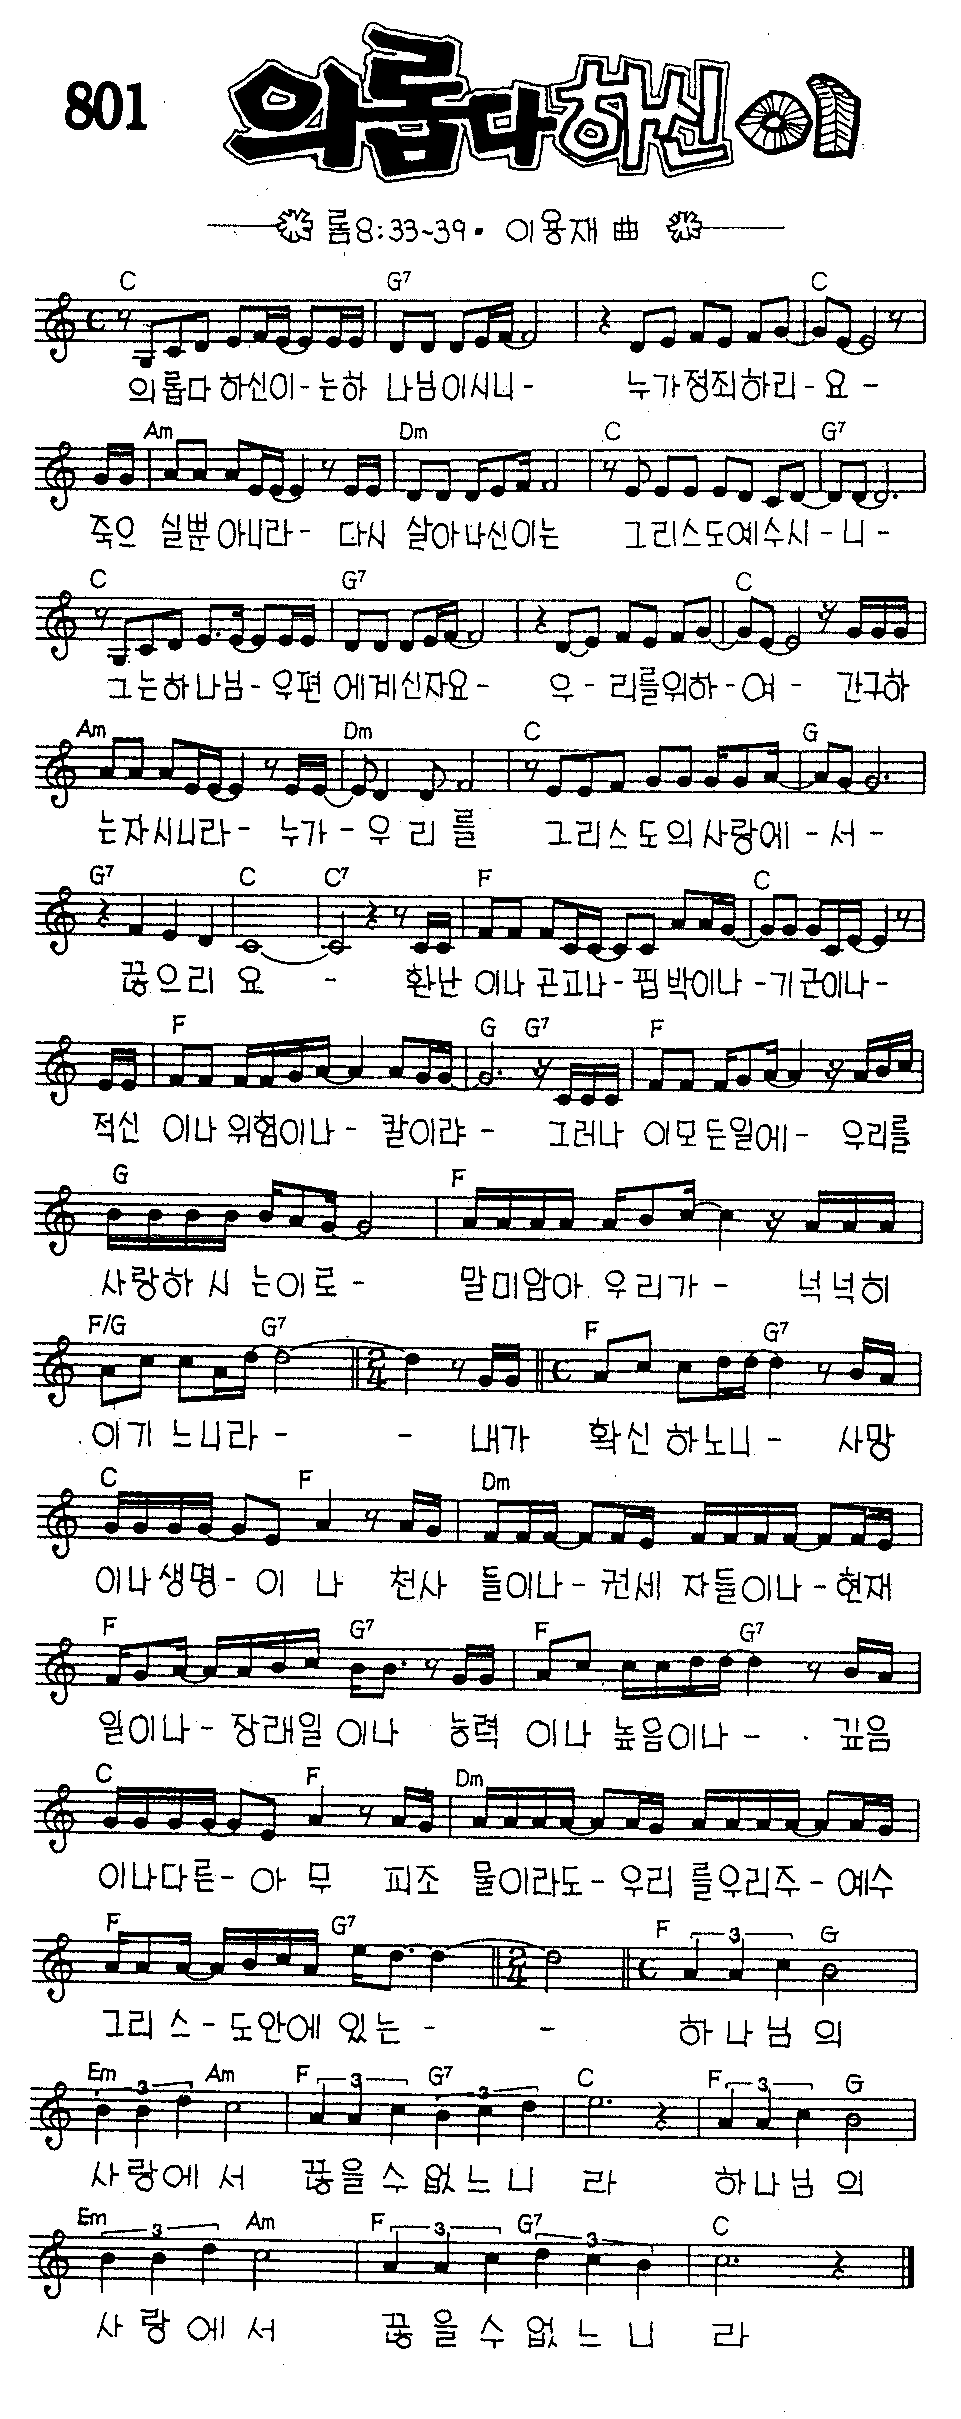 801 의롭다하신이
롬8:33~39. 이용재 曲
C G7 C
의롭다 하신이-는하 나님이시니- 누가정죄하리-요-
Am Dm C G7
죽으 실뿐아니라- 다시 살아나신이는 그리스도예수시-니-
C G7 C
그는하나님-우편에계신자요- 우-리를위하-여- 간구하
Am Dm C G
는자시니라- 누가-우리를 그리스도의사랑에-서-
G7 C C7 F C
끊으리 요 - 환난 이나 곤고나-핍박이나-기근이나-
F G G7 F
적신 이나 위험이나- 칼이랴- 그러나 이모든일에- 우리를
G F
사랑하시는이로- 말미암아 우리가- 넉넉히
F/G G7 F G7
이기느니라- - 내가 확신하노니- 사망
C F Dm
이나생명-이 나 천사 들이나-권세 자들이나-현재
F G7 F G7
일이나-장래일이나 능력 이나 높음이나- 깊음
C F Dm
이나다른-아 무 피조 물이라도-우리 를우리주-예수
F G7 F 3 G
그리스-도안에 있는- - 하나님의
Em 3 Am F 3 G7 3 C F 3 G
사랑에서 끊을수없느니 라 하나님의
Em 3 Am F 3 G7 3 C
사랑에서 끊을수없느니 라